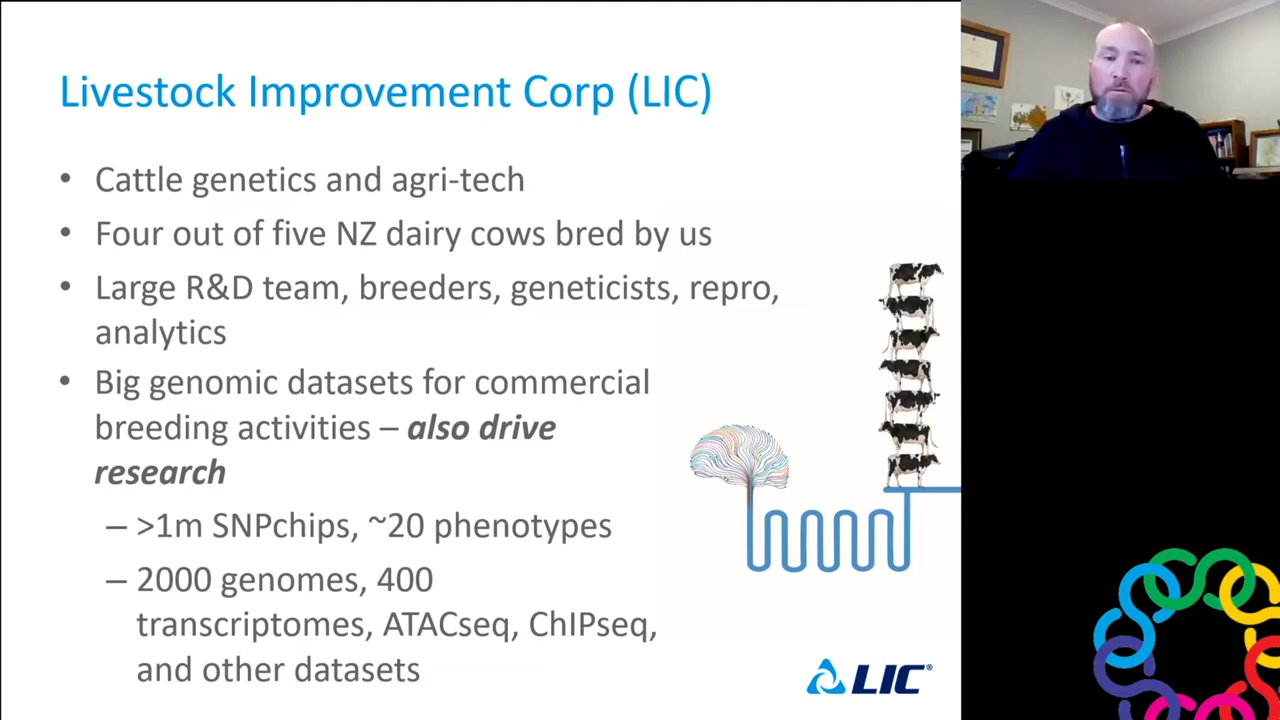 Livestock Improvement Corp (LIC)
• Cattle genetics and agri-tech
• Four out of five NZ dairy cows bred by us
• Large R&D team, breeders, geneticists, repro,
analytics
• Big genomic datasets for commercial
breeding activities – also drive
research
– >1m SNPchips, ~20 phenotypes
– 2000 genomes, 400
transcriptomes, ATACseq, ChIPseq,
and other datasets
LIC®